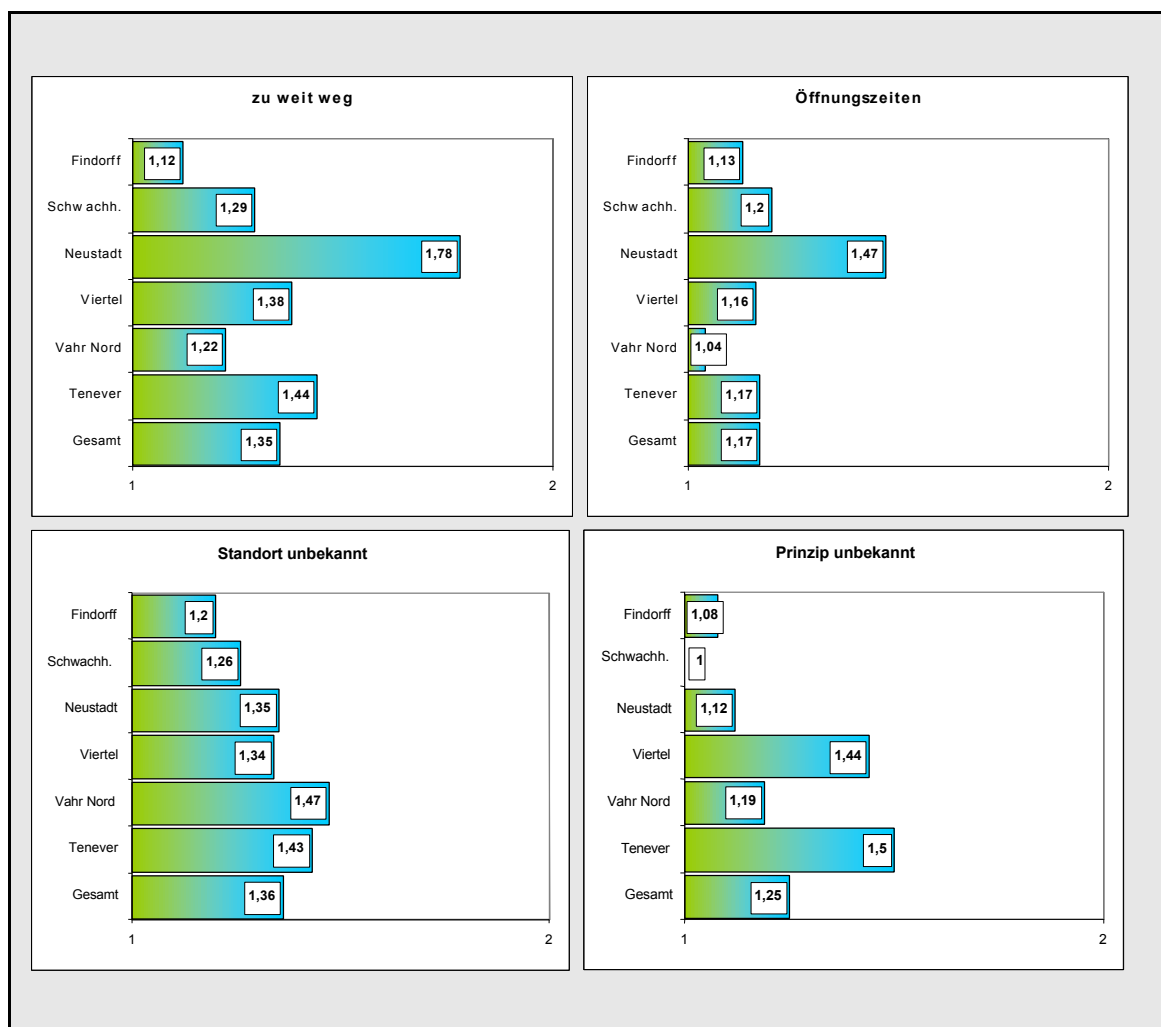 zu weit weg
Findorff 1,12
Schwachh. 1,29
Neustadt 1,78
Viertel 1,38
Vahr Nord 1,22
Tenever 1,44
Gesamt 1,35
1 2
Öffnungszeiten
Findorff 1,13
Schwachh. 1,2
Neustadt 1,47
Viertel 1,16
Vahr Nord 1,04
Tenever 1,17
Gesamt 1,17
1 2
Standort unbekannt
Findorff 1,2
Schwachh. 1,26
Neustadt 1,35
Viertel 1,34
Vahr Nord 1,47
Tenever 1,43
Gesamt 1,36
1 2
Prinzip unbekannt
Findorff 1,08
Schwachh. 1
Neustadt 1,12
Viertel 1,44
Vahr Nord 1,19
Tenever 1,5
Gesamt 1,25
1 2